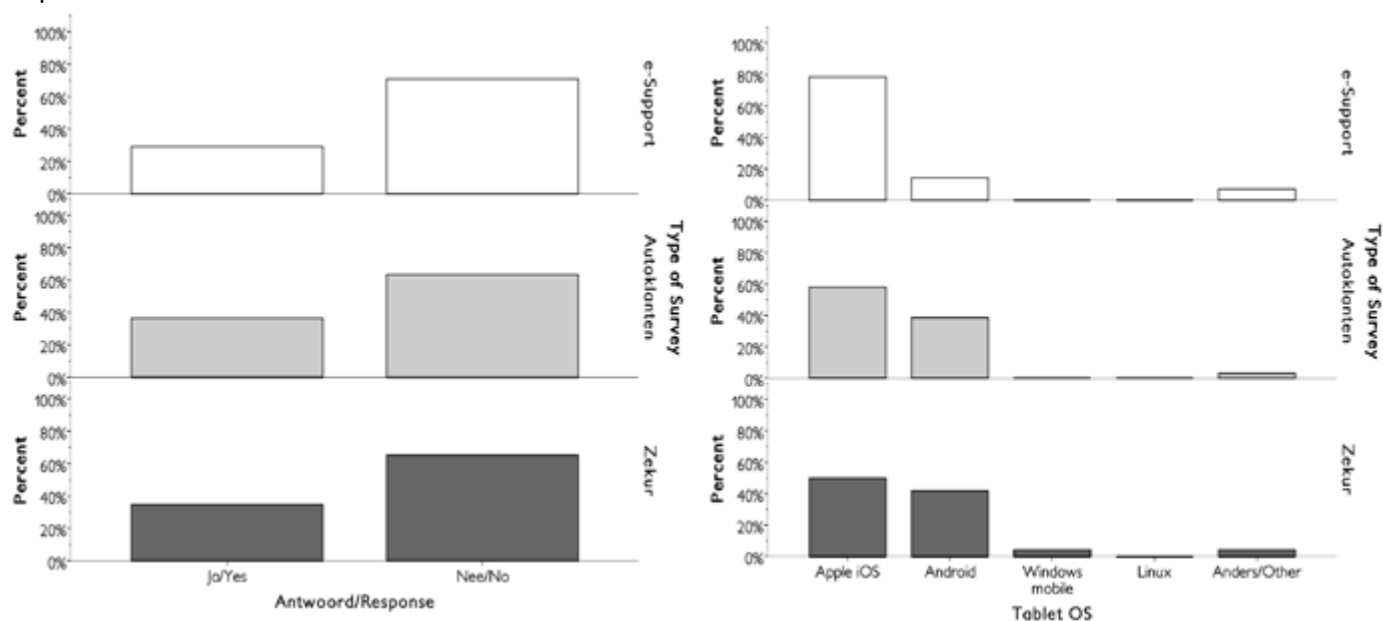 100%
80%
60%
40%
20%
0%
Percent
e-Support
100%
80%
60%
40%
20%
0%
Percent
Autoklanten
100%
80%
60%
40%
20%
0%
Percent
Zekur
Type of Survey
Ja/Yes
Nee/No
Antwoord/Response
100%
80%
60%
40%
20%
0%
Percent
e-Support
100%
80%
60%
40%
20%
0%
Percent
Autoklanten
100%
80%
60%
40%
20%
0%
Percent
Zekur
Type of Survey
Apple iOS
Android
Windows
mobile
Linux
Anders/Other
Tablet OS